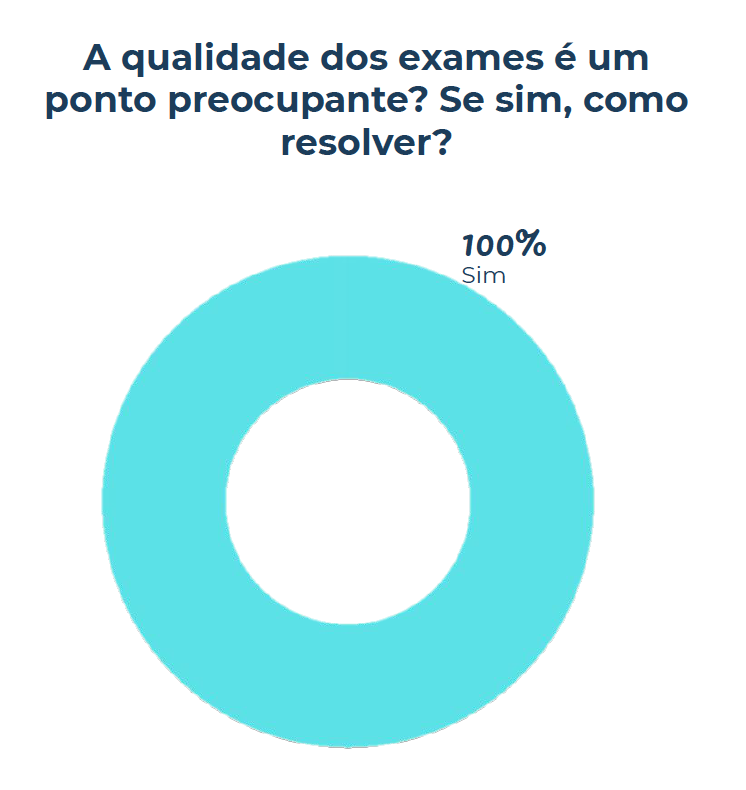 A qualidade dos exames é um
ponto preocupante? Se sim, como
resolver?
100%
Sim